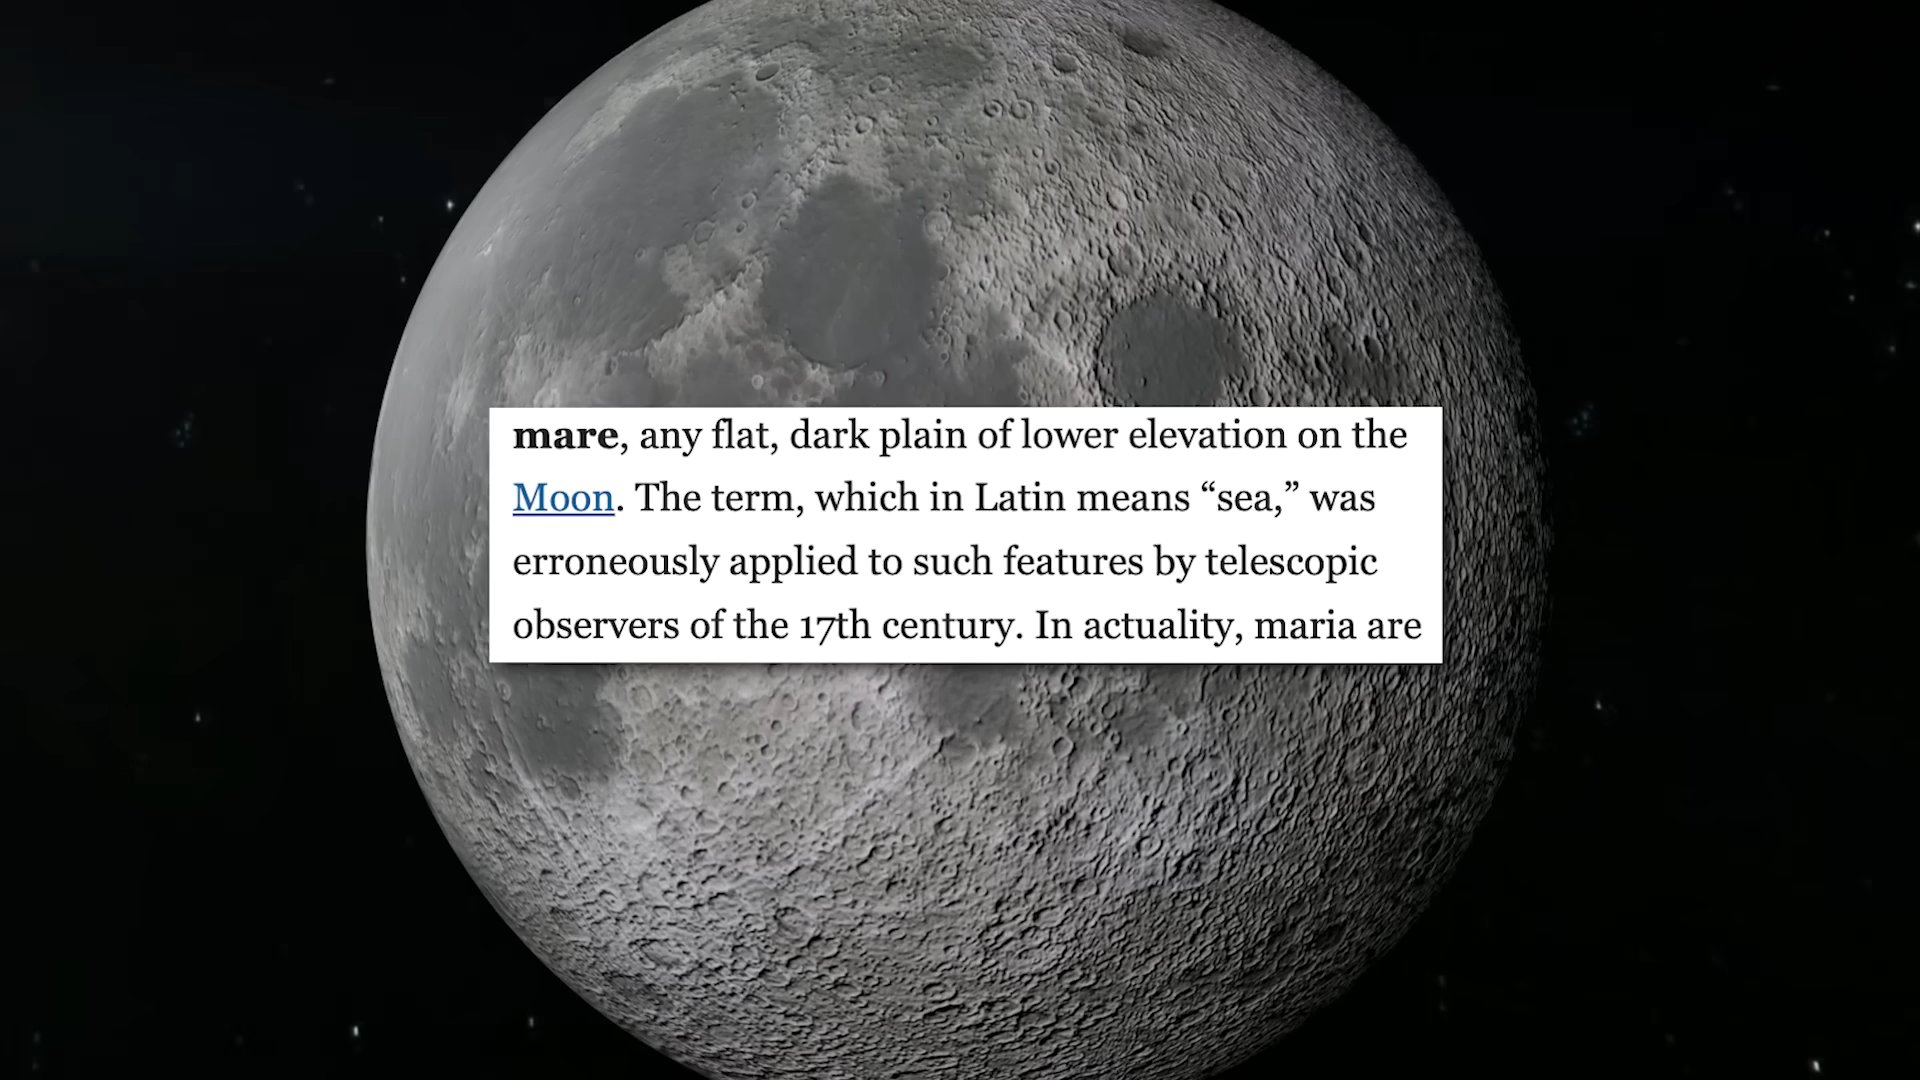 mare, any flat, dark plain of lower elevation on the
Moon. The term, which in Latin means “sea,” was
erroneously applied to such features by telescopic
observers of the 17th century. In actuality, maria are